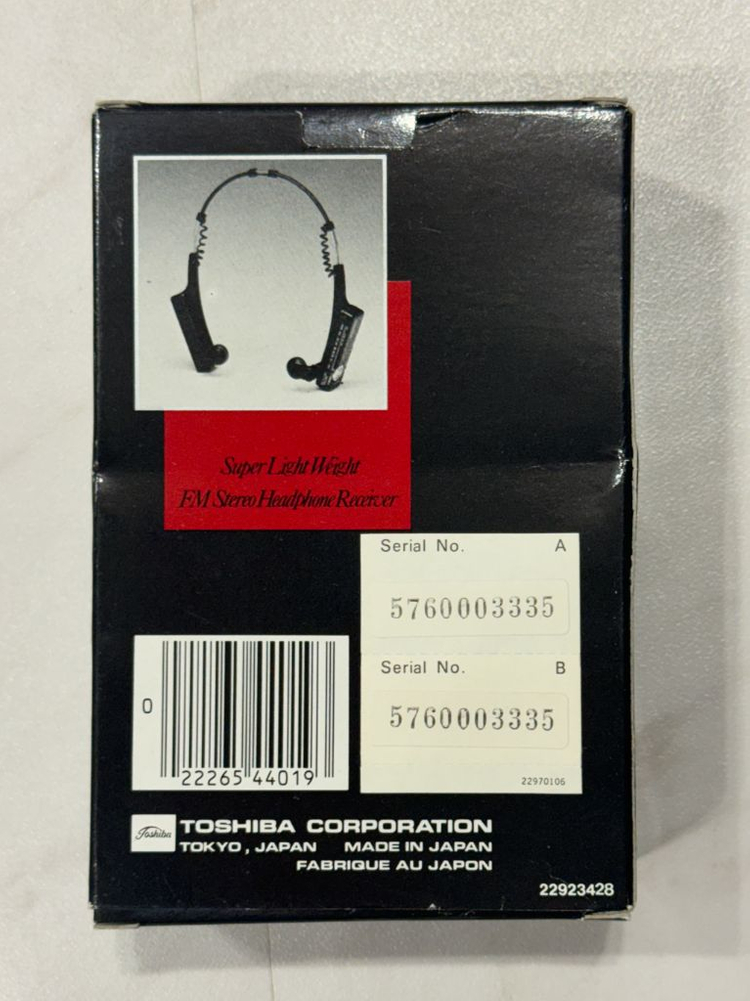 Super Light Weight
FM Stereo Headphone Receiver
Serial No. A
5760003335
Serial No. B
5760003335
22970106
0
22265 44019
Toshiba
TOSHIBA CORPORATION
TOKYO, JAPAN MADE IN JAPAN
FABRIQUE AU JAPON
22923428